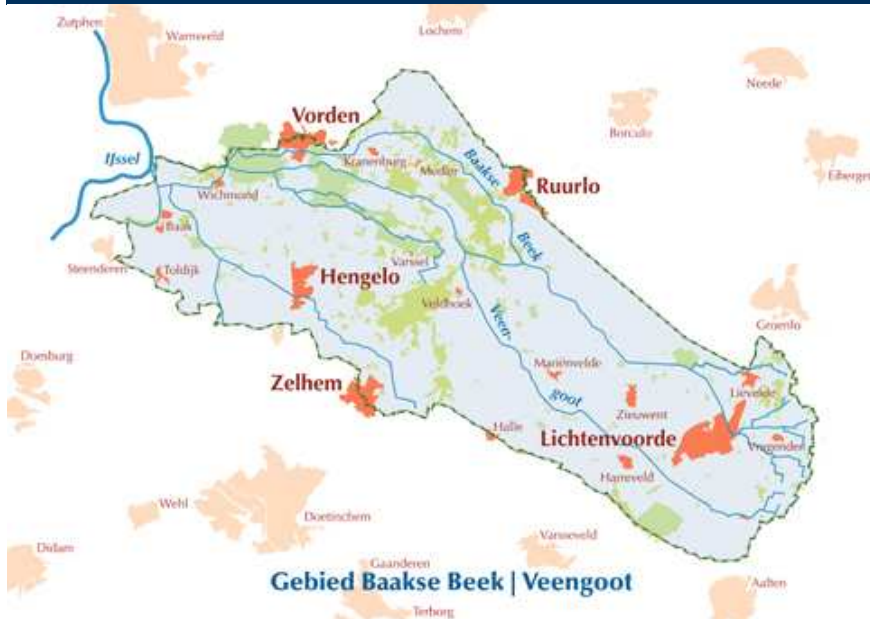 Zutphen
Warnsveld
Lochem
Neede
Vorden
Borculo
IJssel
Kranenburg
Baakse
Medler
Ruurlo
Eibergen
Wichmond
Baak
Beek
Steenderen
Toldijk
Varssel
Hengelo
Veldhoek
Veen-
Groenlo
Doesburg
Mariënvelde
Zelhem
goot
Zieuwent
Lievelde
Halle
Lichtenvoorde
Vragender
Harreveld
Wehl
Doetinchem
Varsseveld
Didam
Gaanderen
Gebied Baakse Beek | Veengoot
Aalten
Terborg